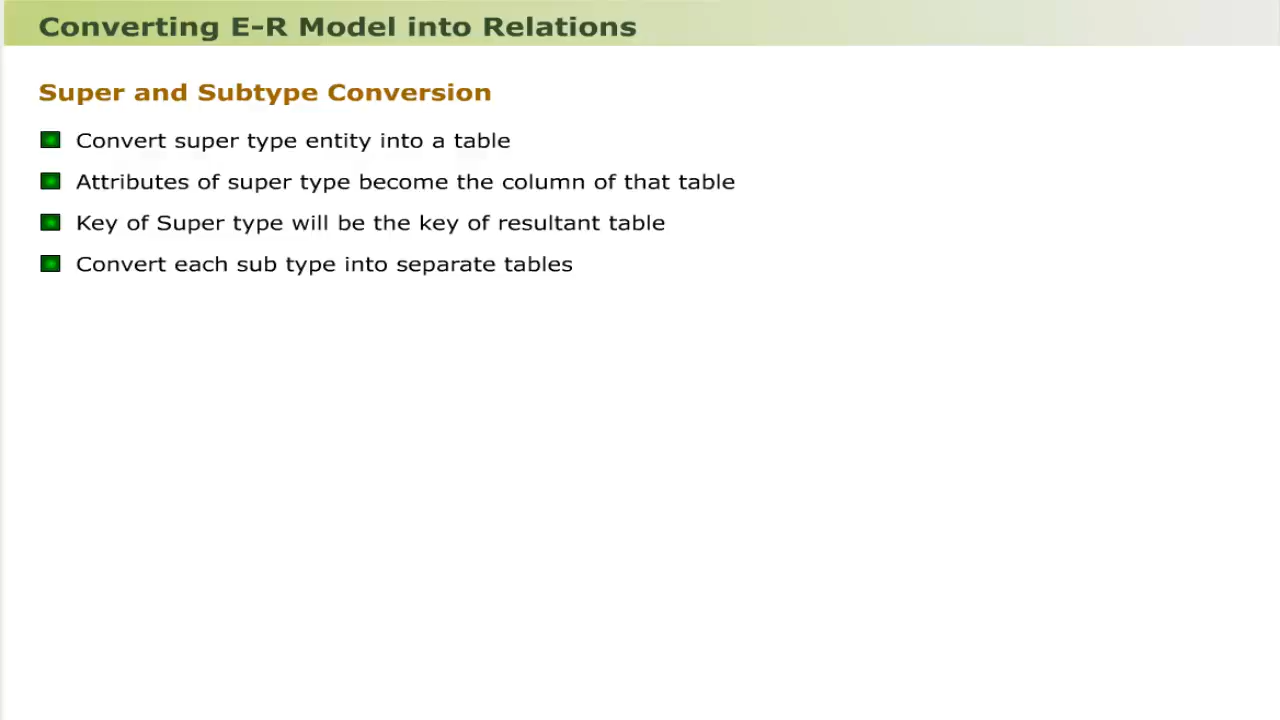 Converting E-R Model into Relations
Super and Subtype Conversion
Convert super type entity into a table
Attributes of super type become the column of that table
Key of Super type will be the key of resultant table
Convert each sub type into separate tables